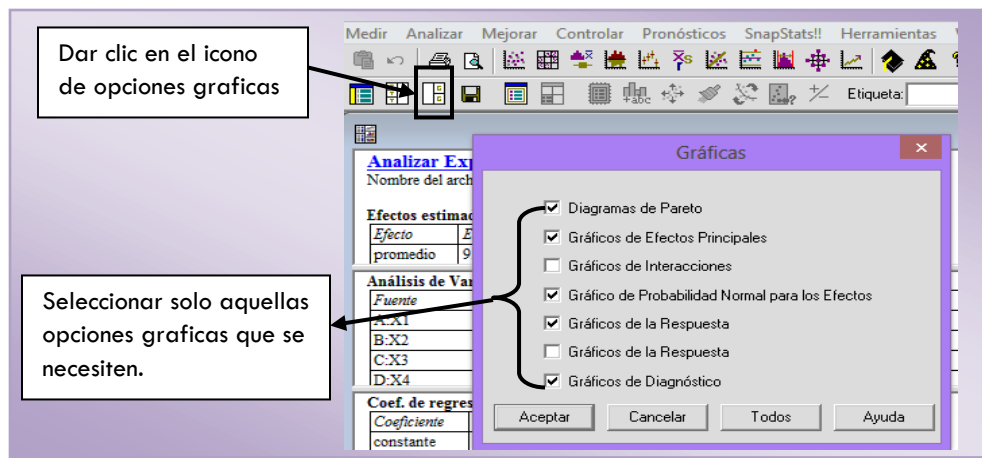 Dar clic en el icono
de opciones graficas
Medir Analizar Mejorar Controlar Pronósticos SnapStats!! Herramientas
Etiqueta:
Analizar Exp
Nombre del arch
Efectos estimad
Efecto E
promedio 9
Análisis de Var
Fuente
A:X1
B:X2
C:X3
D:X4
Coef. de regres
Coeficiente
constante
Gráficas
Diagramas de Pareto
Gráficos de Efectos Principales
Gráficos de Interacciones
Gráfico de Probabilidad Normal para los Efectos
Gráficos de la Respuesta
Gráficos de la Respuesta
Gráficos de Diagnóstico
Aceptar Cancelar Todos Ayuda
Seleccionar solo aquellas
opciones graficas que se
necesiten.